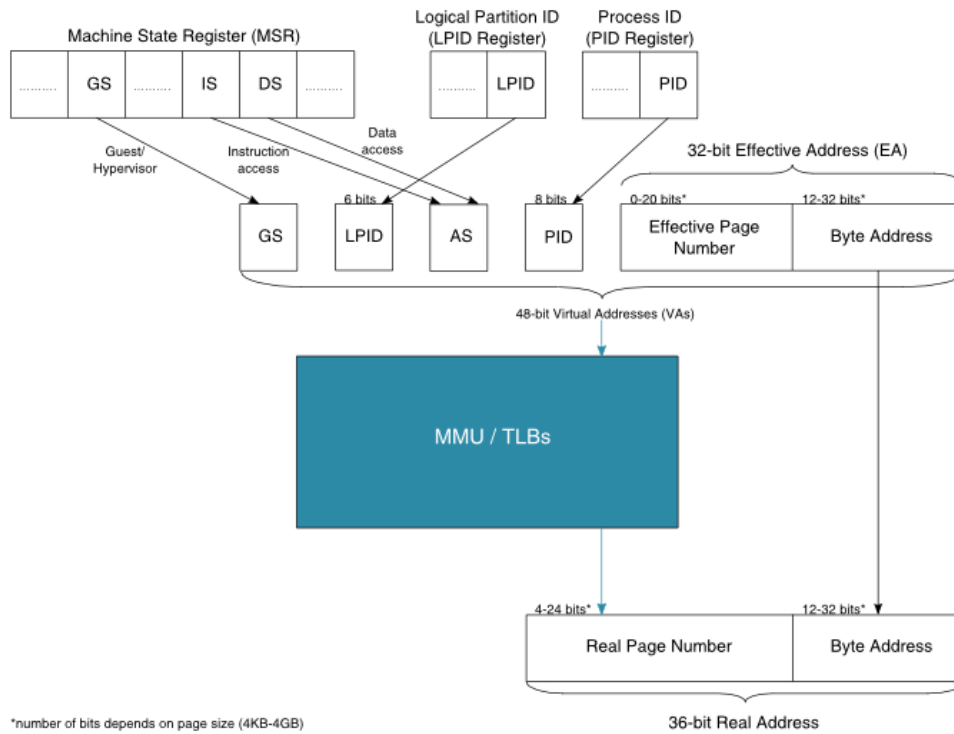 Logical Partition ID
(LPID Register)
Process ID
(PID Register)
Machine State Register (MSR)
..........
GS
..........
IS
DS
..........
..........
LPID
..........
PID
Guest/
Hypervisor
Instruction
access
Data
access
32-bit Effective Address (EA)
6 bits
8 bits
0-20 bits*
12-32 bits*
GS
LPID
AS
PID
Effective Page
Number
Byte Address
48-bit Virtual Addresses (VAs)
MMU / TLBs
4-24 bits*
12-32 bits*
Real Page Number
Byte Address
*number of bits depends on page size (4KB-4GB)
36-bit Real Address